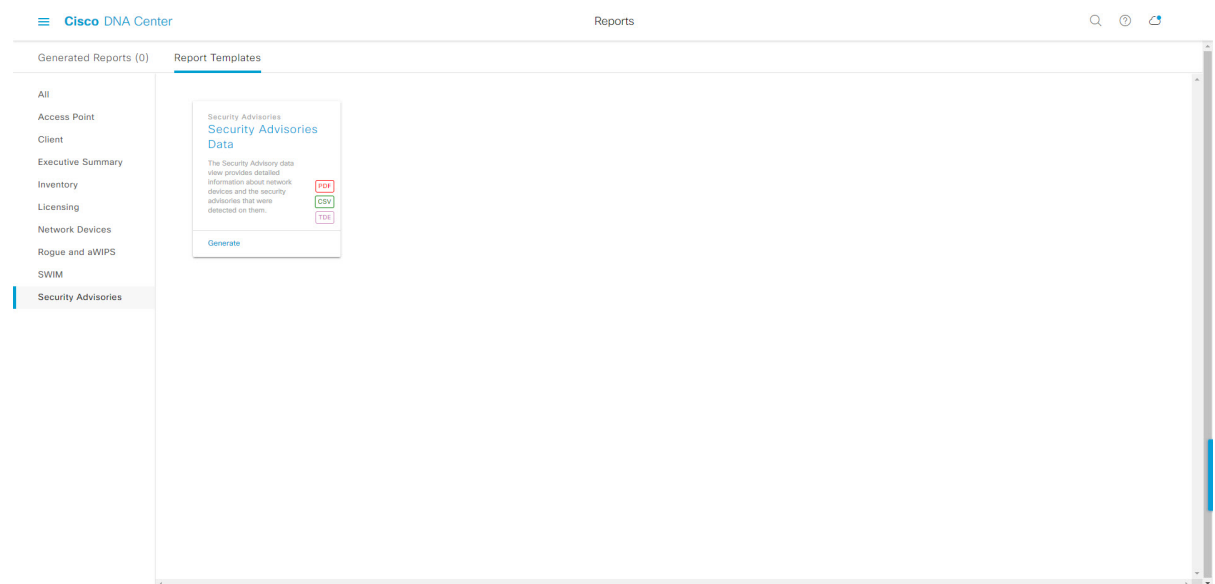 Cisco DNA Center
Reports
Generated Reports (0)
Report Templates
All
Access Point
Client
Executive Summary
Inventory
Licensing
Network Devices
Rogue and aWIPS
SWIM
Security Advisories
Security Advisories
Security Advisories
Data
The Security Advisory data
view provides detailed
information about network
devices and the security
advisories that were
detected on them.
PDF
CSV
TDE
Generate